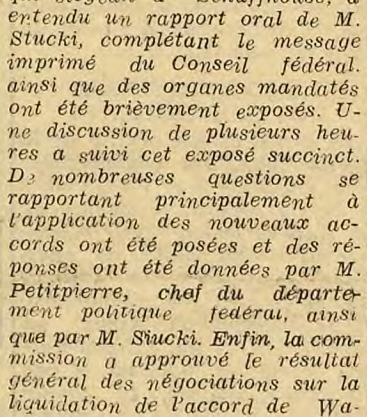 entendu un rapport oral de M.
Stucki, complétant le message
imprimé du Conseil fédéral.
ainsi que des organes mandatés
ont été brièvement exposés. U-
ne discussion de plusieurs heu-
res a suivi cet exposé succinct.
De nombreuses questions se
rapportant principalement à
l'application des nouveaux ac-
cords ont été posées et des ré-
ponses ont été données par M.
Petitpierre, chef du départe-
ment politique fédéral, ainsi
que par M. Stucki. Enfin, la com-
mission a approuvé le résultat
général des négociations sur la
liquidation de l'accord de Wa-